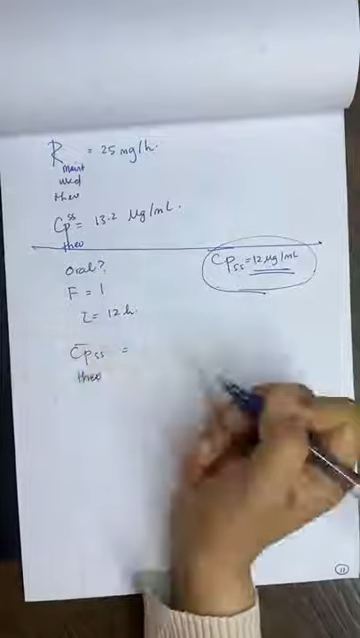 R maint used theo = 25 mg/h.
Cp ss theo = 13.2 µg/mL.
Oral?
Cpss = 12 µg/mL
F = 1
τ = 12 h.
C̄pss theo =
11